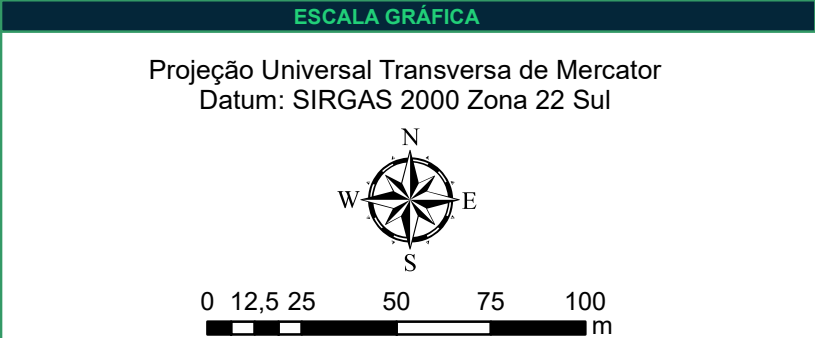 ESCALA GRÁFICA
Projeção Universal Transversa de Mercator
Datum: SIRGAS 2000 Zona 22 Sul
N
W E
S
0 12,5 25 50 75 100
m